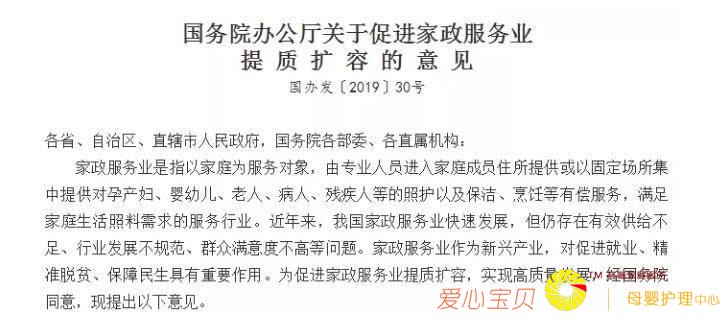 国务院办公厅关于促进家政服务业
提质扩容的意见
国办发〔2019〕30号
各省、自治区、直辖市人民政府，国务院各部委、各直属机构：
家政服务业是指以家庭为服务对象，由专业人员进入家庭成员住所提供或以固定场所集
中提供对孕产妇、婴幼儿、老人、病人、残疾人等的照护以及保洁、烹饪等有偿服务，满足
家庭生活照料需求的服务行业。近年来，我国家政服务业快速发展，但仍存在有效供给不
足、行业发展不规范、群众满意度不高等问题。家政服务业作为新兴产业，对促进就业、精
准脱贫、保障民生具有重要作用。为促进家政服务业提质扩容，实现高质量发展，经国务院
同意，现提出以下意见。
爱心宝贝 TM 母婴护理中心